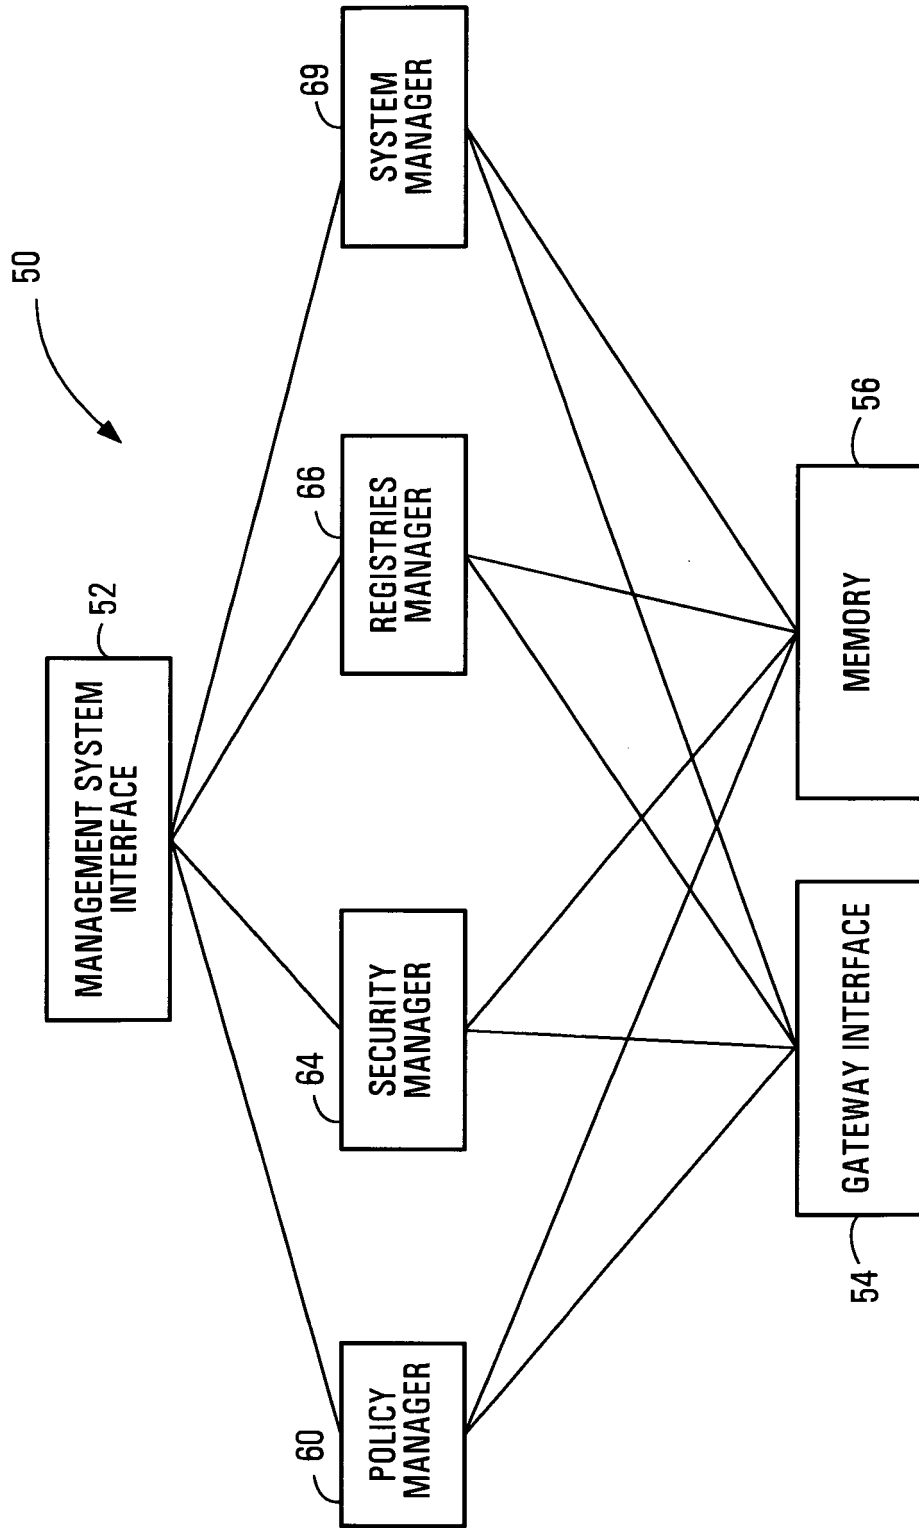 50
52
MANAGEMENT SYSTEM
INTERFACE
60
POLICY
MANAGER
64
SECURITY
MANAGER
66
REGISTRIES
MANAGER
69
SYSTEM
MANAGER
54
GATEWAY INTERFACE
56
MEMORY